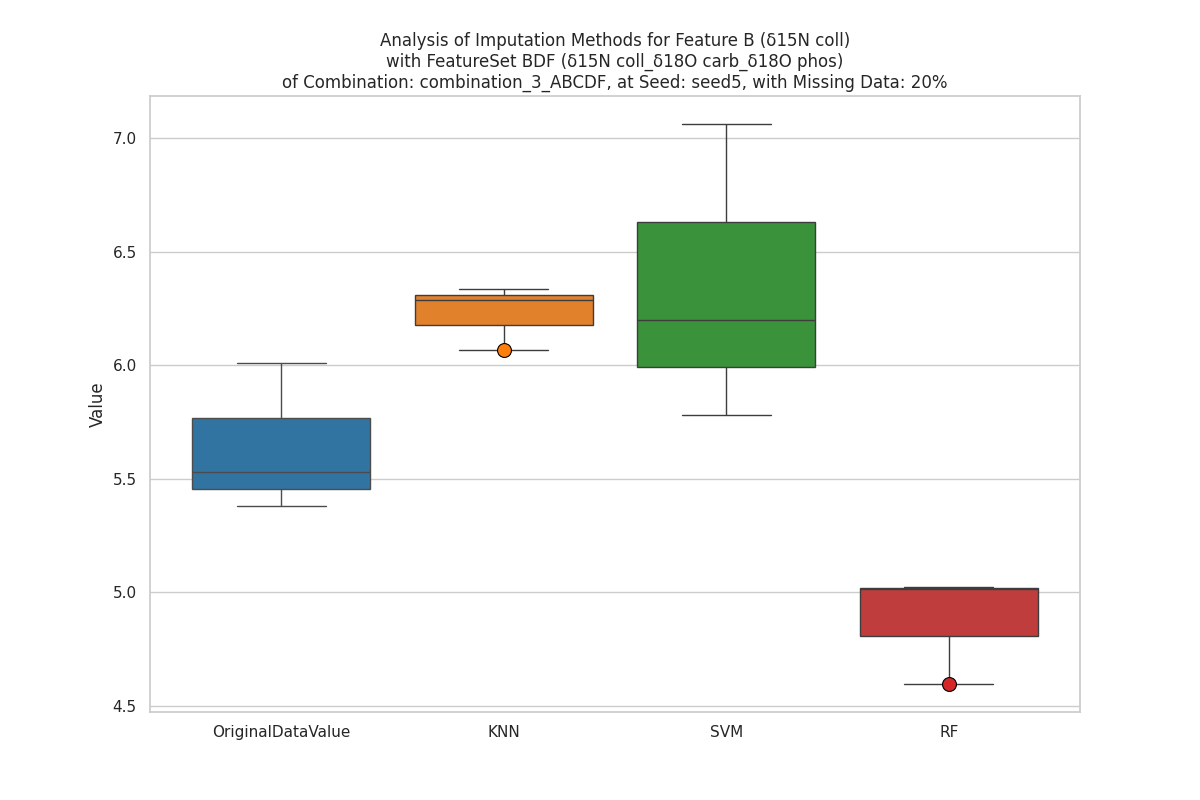 Analysis of Imputation Methods for Feature B (δ15N coll)
with FeatureSet BDF (δ15N coll_δ18O carb_δ18O phos)
of Combination: combination_3_ABCDF, at Seed: seed5, with Missing Data: 20%
Value
7.0
6.5
6.0
5.5
5.0
4.5
OriginalDataValue
KNN
SVM
RF